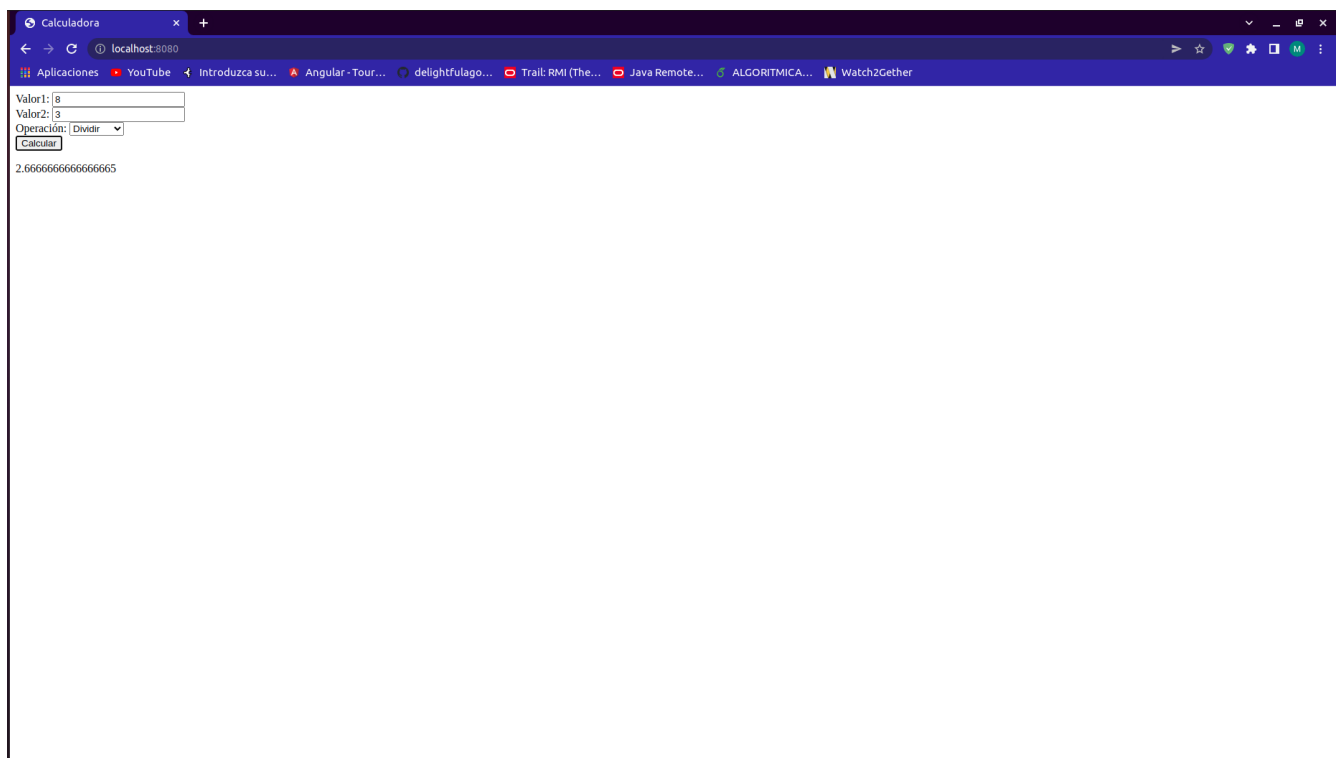 Calculadora
localhost:8080
M
Aplicaciones YouTube Introduzca su... Angular - Tour... delightfulago... Trail: RMI (The... Java Remote... ALGORITMICA... Watch2Gether
Valor1: 8
Valor2: 3
Operación: Dividir
Calcular
2.6666666666666665